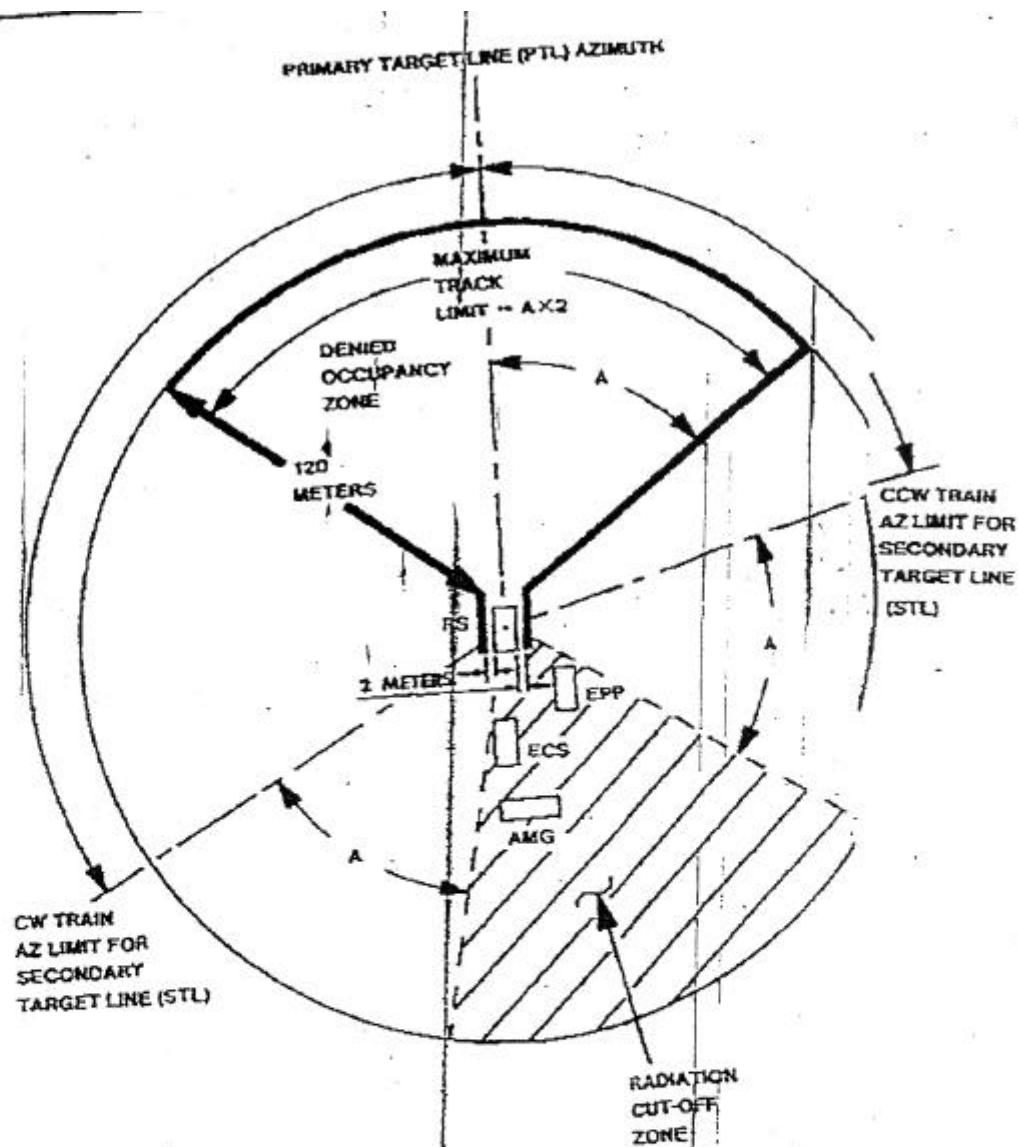 PRIMARY TARGET LINE (PTL) AZIMUTH
MAXIMUM
TRACK
LIMIT - A X 2
DENIED
OCCUPANCY
ZONE
A
120
METERS
CCW TRAIN
AZ LIMIT FOR
SECONDARY
TARGET LINE
(STL)
RS
A
2 METERS
EPP
ECS
AMG
A
CW TRAIN
AZ LIMIT FOR
SECONDARY
TARGET LINE (STL)
RADIATION
CUT-OFF
ZONE